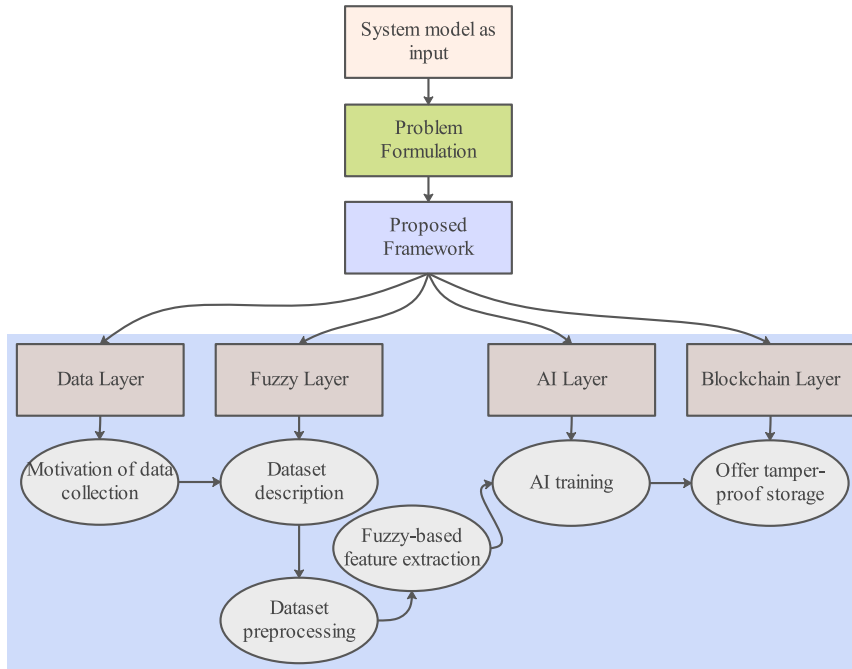 System model as
input
Problem
Formulation
Proposed
Framework
Data Layer
Fuzzy Layer
AI Layer
Blockchain Layer
Motivation of data
collection
Dataset
description
AI training
Offer tamper-
proof storage
Fuzzy-based
feature extraction
Dataset
preprocessing